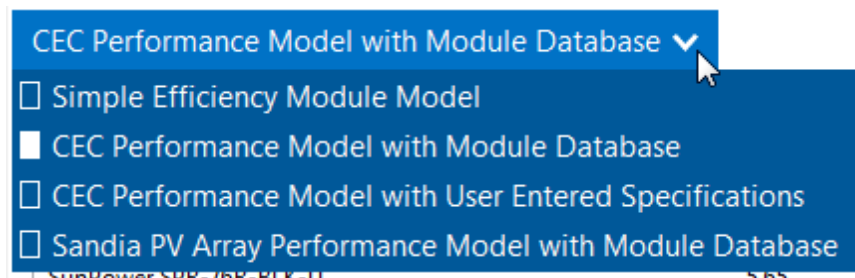 CEC Performance Model with Module Database
Simple Efficiency Module Model
CEC Performance Model with Module Database
CEC Performance Model with User Entered Specifications
Sandia PV Array Performance Model with Module Database